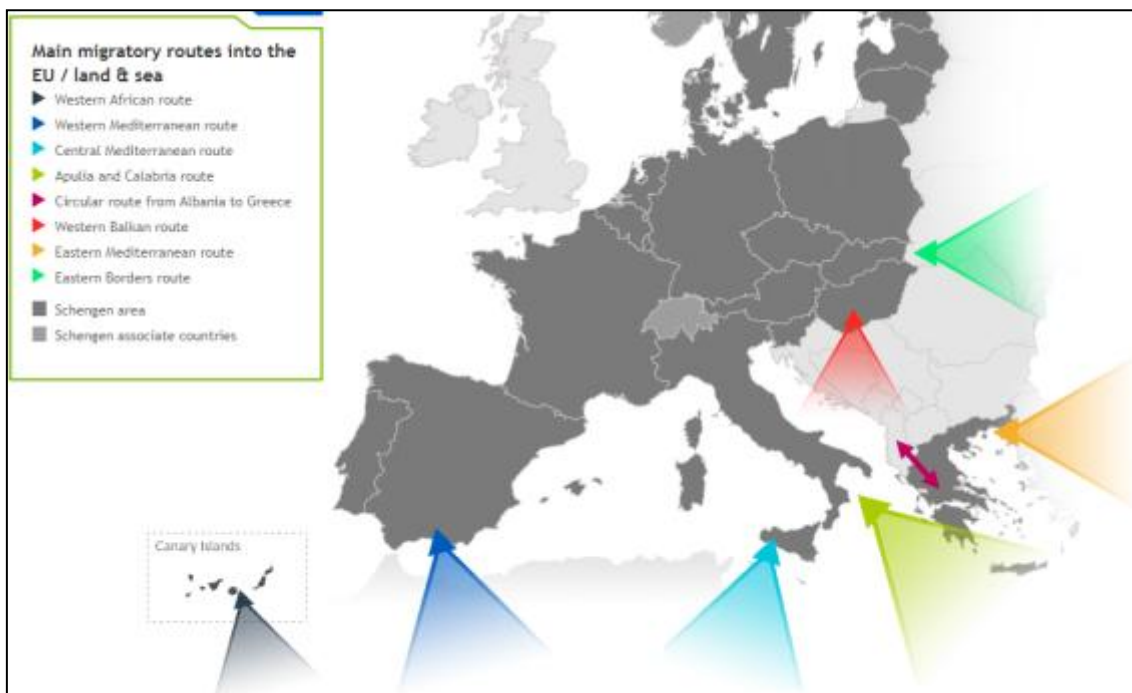 Main migratory routes into the
EU / land & sea
Western African route
Western Mediterranean route
Central Mediterranean route
Apulia and Calabria route
Circular route from Albania to Greece
Western Balkan route
Eastern Mediterranean route
Eastern Borders route
Schengen area
Schengen associate countries
Canary Islands